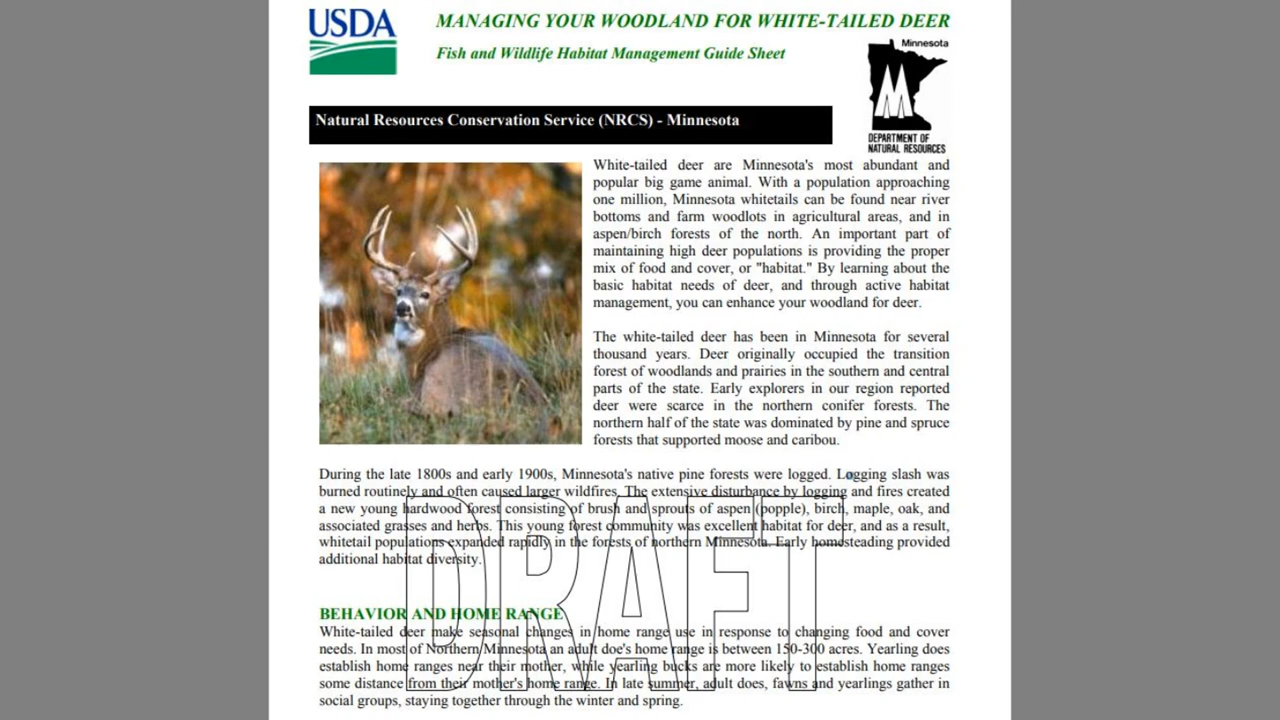 USDA
MANAGING YOUR WOODLAND FOR WHITE-TAILED DEER
Fish and Wildlife Habitat Management Guide Sheet
Minnesota
M
DEPARTMENT OF
NATURAL RESOURCES
Natural Resources Conservation Service (NRCS) - Minnesota
White-tailed deer are Minnesota's most abundant and
popular big game animal. With a population approaching
one million, Minnesota whitetails can be found near river
bottoms and farm woodlots in agricultural areas, and in
aspen/birch forests of the north. An important part of
maintaining high deer populations is providing the proper
mix of food and cover, or "habitat." By learning about the
basic habitat needs of deer, and through active habitat
management, you can enhance your woodland for deer.
The white-tailed deer has been in Minnesota for several
thousand years. Deer originally occupied the transition
forest of woodlands and prairies in the southern and central
parts of the state. Early explorers in our region reported
deer were scarce in the northern conifer forests. The
northern half of the state was dominated by pine and spruce
forests that supported moose and caribou.
During the late 1800s and early 1900s, Minnesota's native pine forests were logged. Logging slash was
burned routinely and often caused larger wildfires. The extensive disturbance by logging and fires created
a new young hardwood forest consisting of brush and sprouts of aspen (popple), birch, maple, oak, and
associated grasses and herbs. This young forest community was excellent habitat for deer, and as a result,
whitetail populations expanded rapidly in the forests of northern Minnesota. Early homesteading provided
additional habitat diversity.
DRAFT
BEHAVIOR AND HOME RANGE
White-tailed deer make seasonal changes in home range use in response to changing food and cover
needs. In most of Northern Minnesota an adult doe's home range is between 150-300 acres. Yearling does
establish home ranges near their mother, while yearling bucks are more likely to establish home ranges
some distance from their mother's home range. In late summer, adult does, fawns and yearlings gather in
social groups, staying together through the winter and spring.